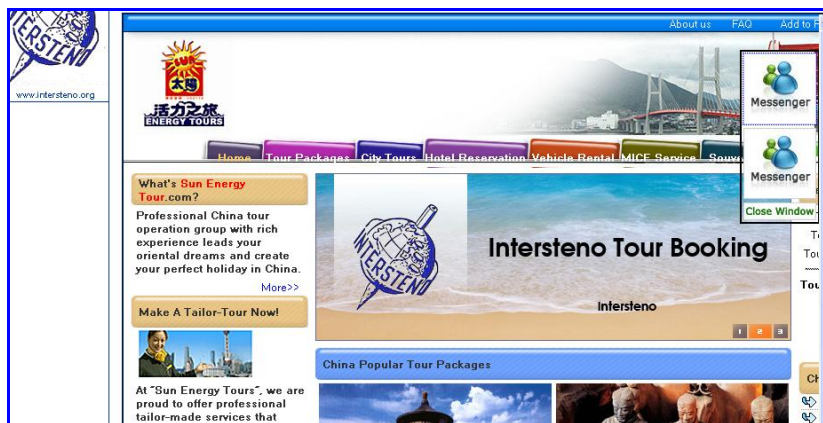 INTERSTENO
www.intersteno.org
About us FAQ Add to
SUN
太陽
活力之旅
ENERGY TOURS
Home Tour Packages City Tours Hotel Reservation Vehicle Rental MICE Service
Messenger
Messenger
Close Window
What's Sun Energy
Tour.com?
Professional China tour
operation group with rich
experience leads your
oriental dreams and create
your perfect holiday in China.
More>>
Make A Tailor-Tour Now!
At "Sun Energy Tours", we are
proud to offer professional
tailor-made services that
INTERSTENO
Intersteno Tour Booking
Intersteno
1 2 3
China Popular Tour Packages